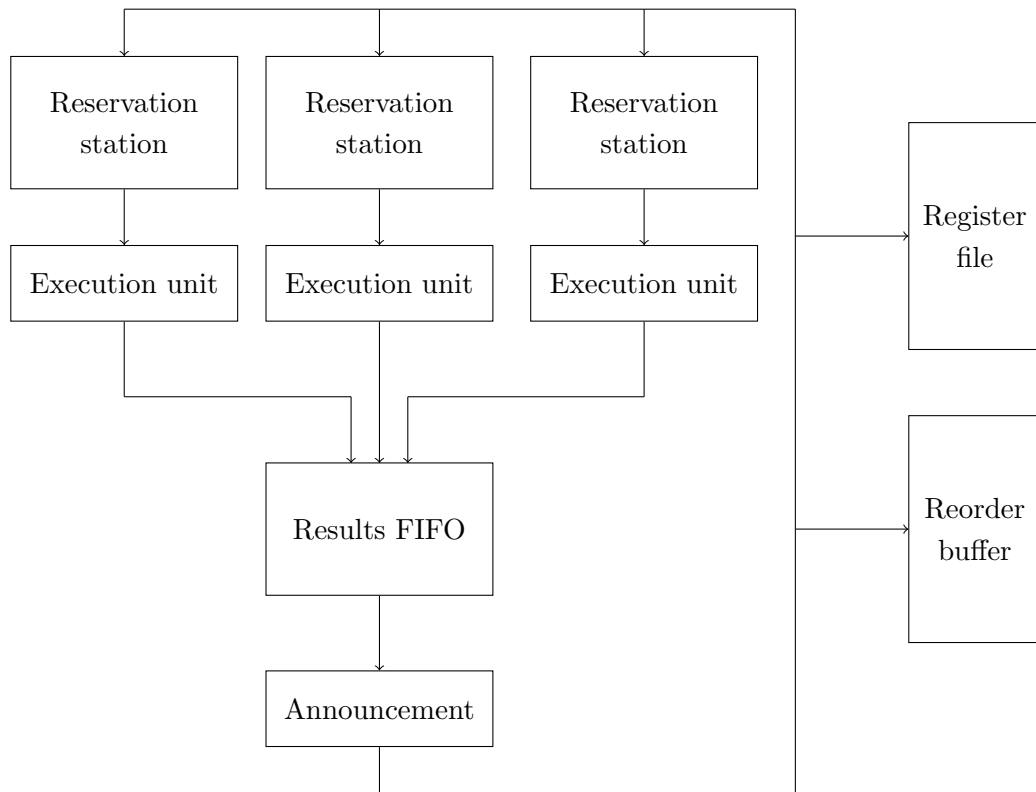 Reservation
station
Reservation
station
Reservation
station
Register
file
Execution unit
Execution unit
Execution unit
Results FIFO
Reorder
buffer
Announcement